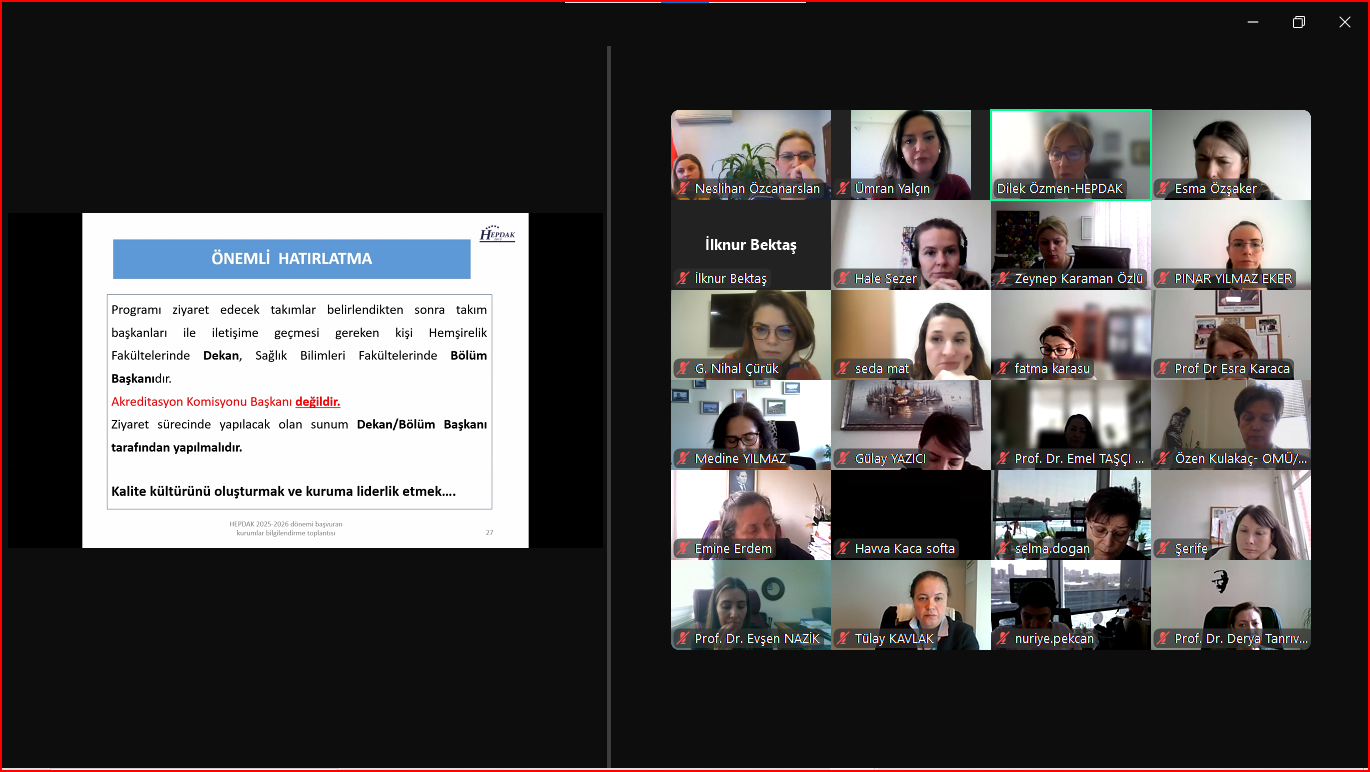 HEPDAK
ÖNEMLİ HATIRLATMA
Programı ziyaret edecek takımlar belirlendikten sonra takım
başkanları ile iletişime geçmesi gereken kişi Hemşirelik
Fakültelerinde Dekan, Sağlık Bilimleri Fakültelerinde Bölüm
Başkanıdır.
Akreditasyon Komisyonu Başkanı değildir.
Ziyaret sürecinde yapılacak olan sunum Dekan/Bölüm Başkanı
tarafından yapılmalıdır.
Kalite kültürünü oluşturmak ve kuruma liderlik etmek....
HEPDAK 2025-2026 dönemi başvuran
kurumlar bilgilendirme toplantısı
27
Neslihan Özcanarslan
Ümran Yalçın
Dilek Özmen-HEPDAK
Esma Özşaker
İlknur Bektaş
İlknur Bektaş
Hale Sezer
Zeynep Karaman Özlü
PINAR YILMAZ EKER
G. Nihal Çürük
seda mat
fatma karasu
Prof Dr Esra Karaca
Medine YILMAZ
Gülay YAZICI
Prof. Dr. Emel TAŞÇI ...
Özen Kulakaç- OMÜ/...
Emine Erdem
Havva Kaca softa
selma.dogan
Şerife
Prof. Dr. Evşen NAZİK
Tülay KAVLAK
nuriye.pekcan
Prof. Dr. Derya Tanrıv...